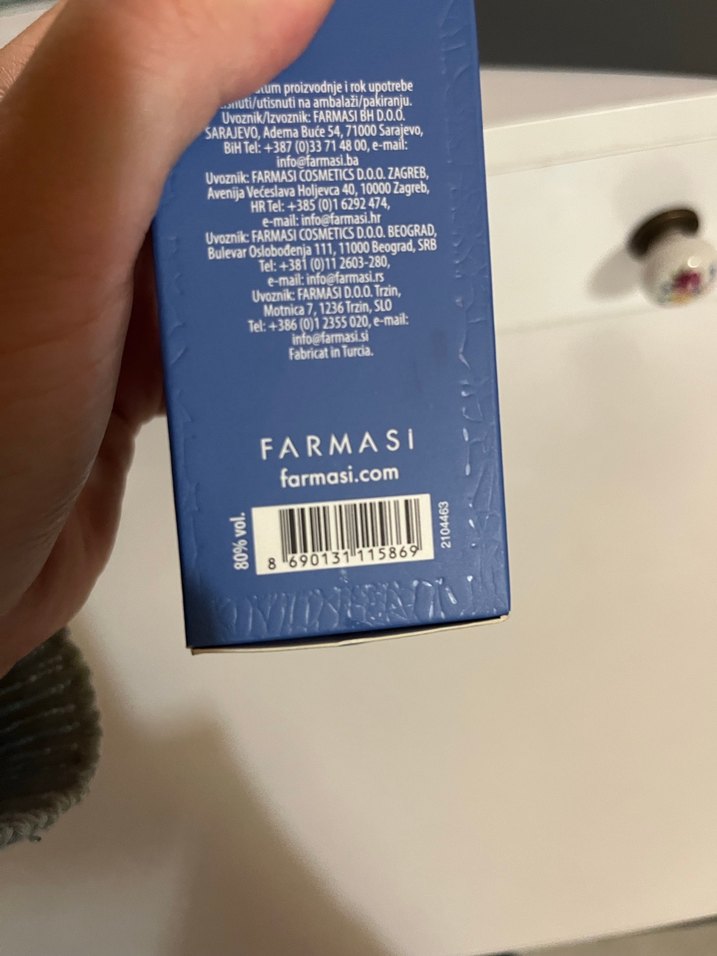 proizvodnje i rok upotrebe
utisnuti/utisnuti na ambalaži/pakiranju.
Uvoznik/Izvoznik: FARMASI BH D.O.O.
SARAJEVO, Adema Buće 54, 71000 Sarajevo,
BiH Tel: +387 (0)33 71 48 00, e-mail:
info@farmasi.ba
Uvoznik: FARMASI COSMETICS D.O.O. ZAGREB,
Avenija Većeslava Holjevca 40, 10000 Zagreb,
HR Tel: +385 (0)1 6292 474,
e-mail: info@farmasi.hr
Uvoznik: FARMASI COSMETICS D.O.O. BEOGRAD,
Bulevar Oslobođenja 111, 11000 Beograd, SRB
Tel: +381 (0)11 2603-280,
e-mail: info@farmasi.rs
Uvoznik: FARMASI D.O.O. Trzin,
Motnica 7, 1236 Trzin, SLO
Tel: +386 (0)1 2355 020, e-mail:
info@farmasi.si
Fabricat in Turcia.
FARMASi
farmasi.com
80% vol.
8 690131 115869
2104463